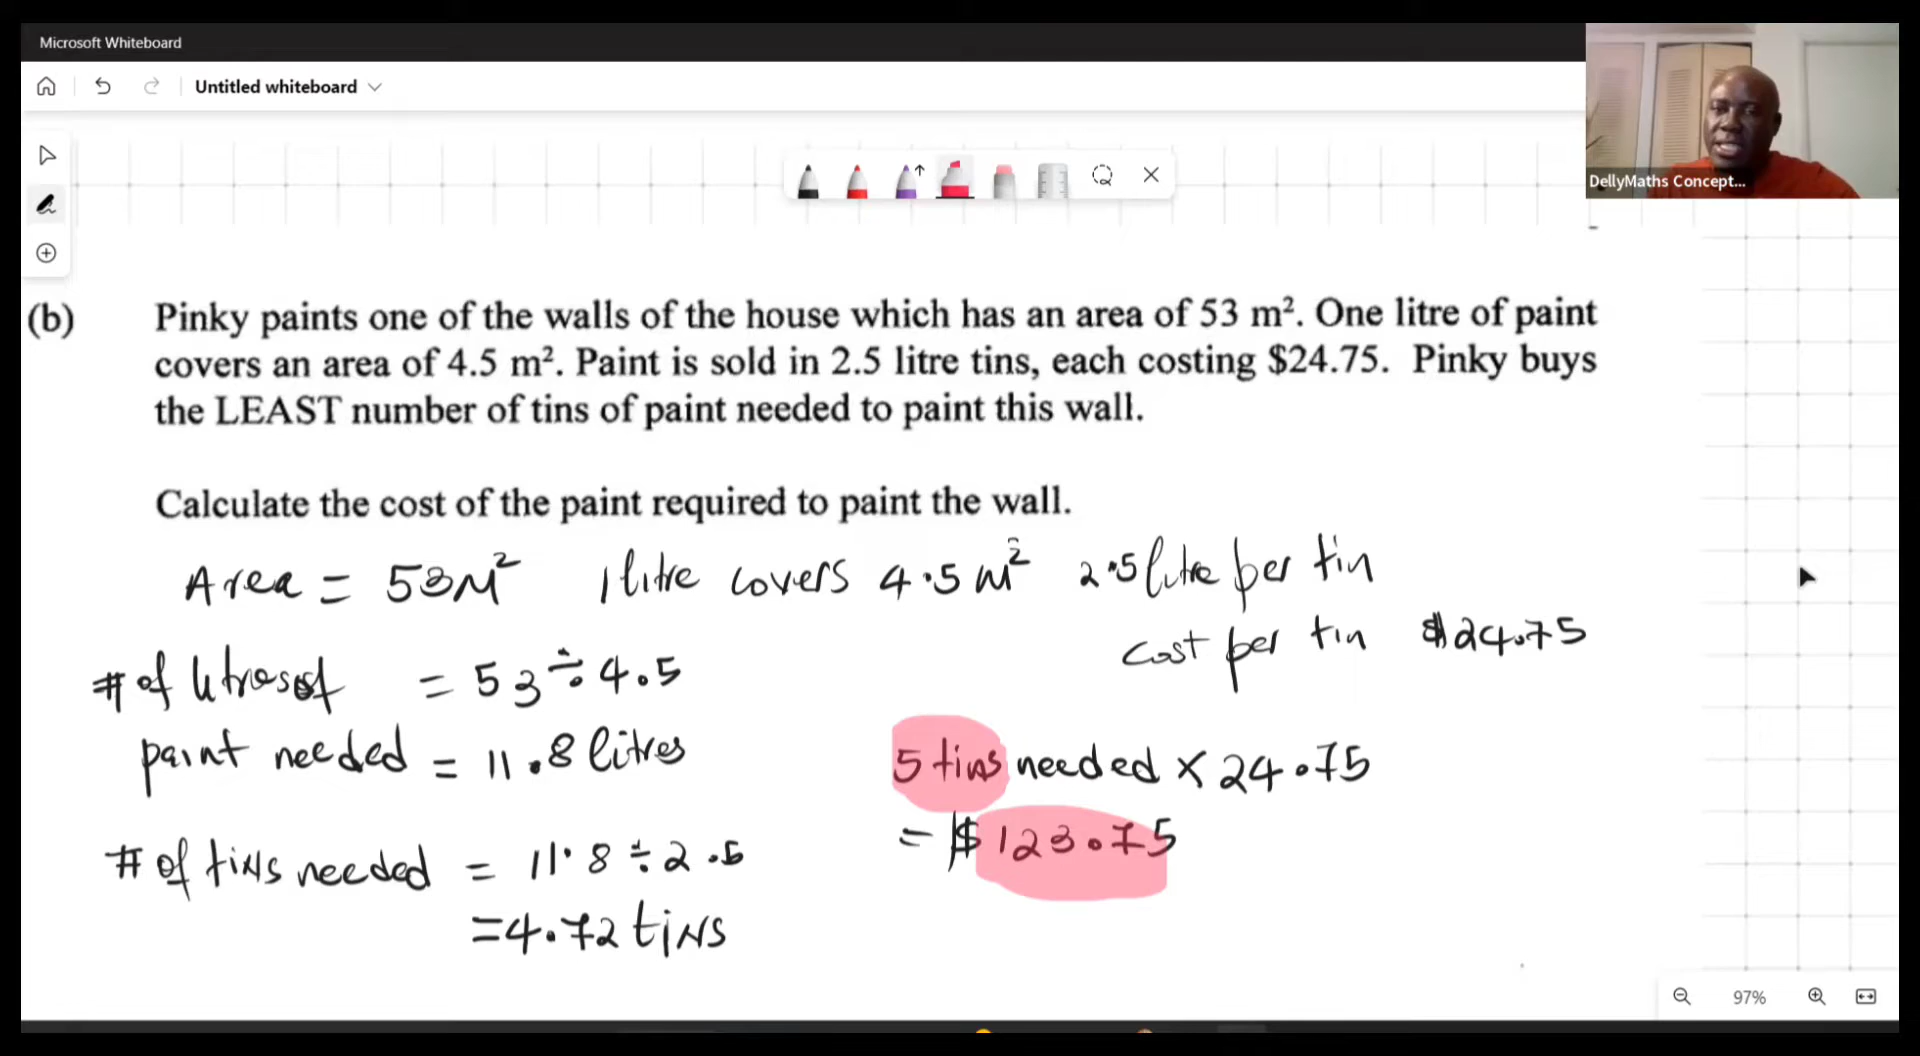 Microsoft Whiteboard
Untitled whiteboard
DellyMaths Concept...
(b) Pinky paints one of the walls of the house which has an area of 53 m². One litre of paint
covers an area of 4.5 m². Paint is sold in 2.5 litre tins, each costing $24.75. Pinky buys
the LEAST number of tins of paint needed to paint this wall.
Calculate the cost of the paint required to paint the wall.
Area = 53M² 1 litre covers 4.5 m² 2.5 litre per tin
cost per tin $24.75
# of litres of = 53 ÷ 4.5
paint needed = 11.8 litres
5 tins needed × 24.75
= $123.75
# of tins needed = 11.8 ÷ 2.5
= 4.72 tins
97%